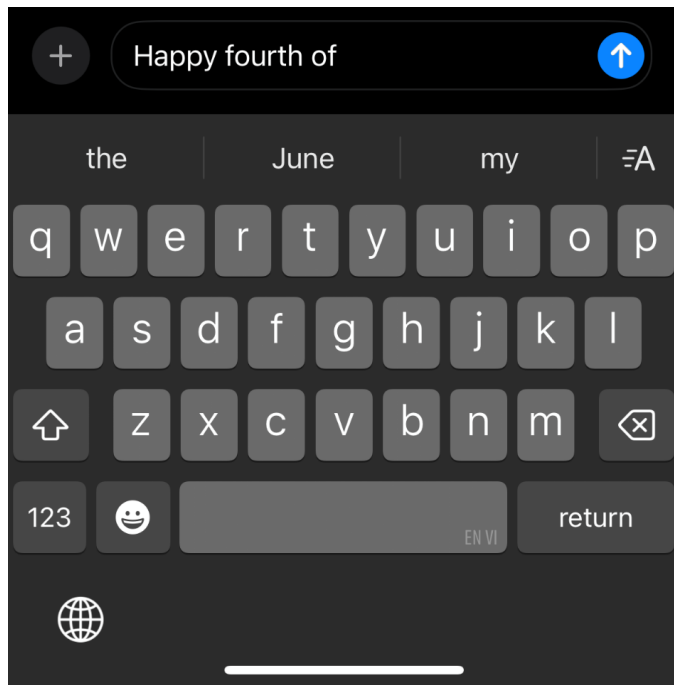 Happy fourth of
the June my
q w e r t y u i o p
a s d f g h j k l
z x c v b n m
123 EN VI return